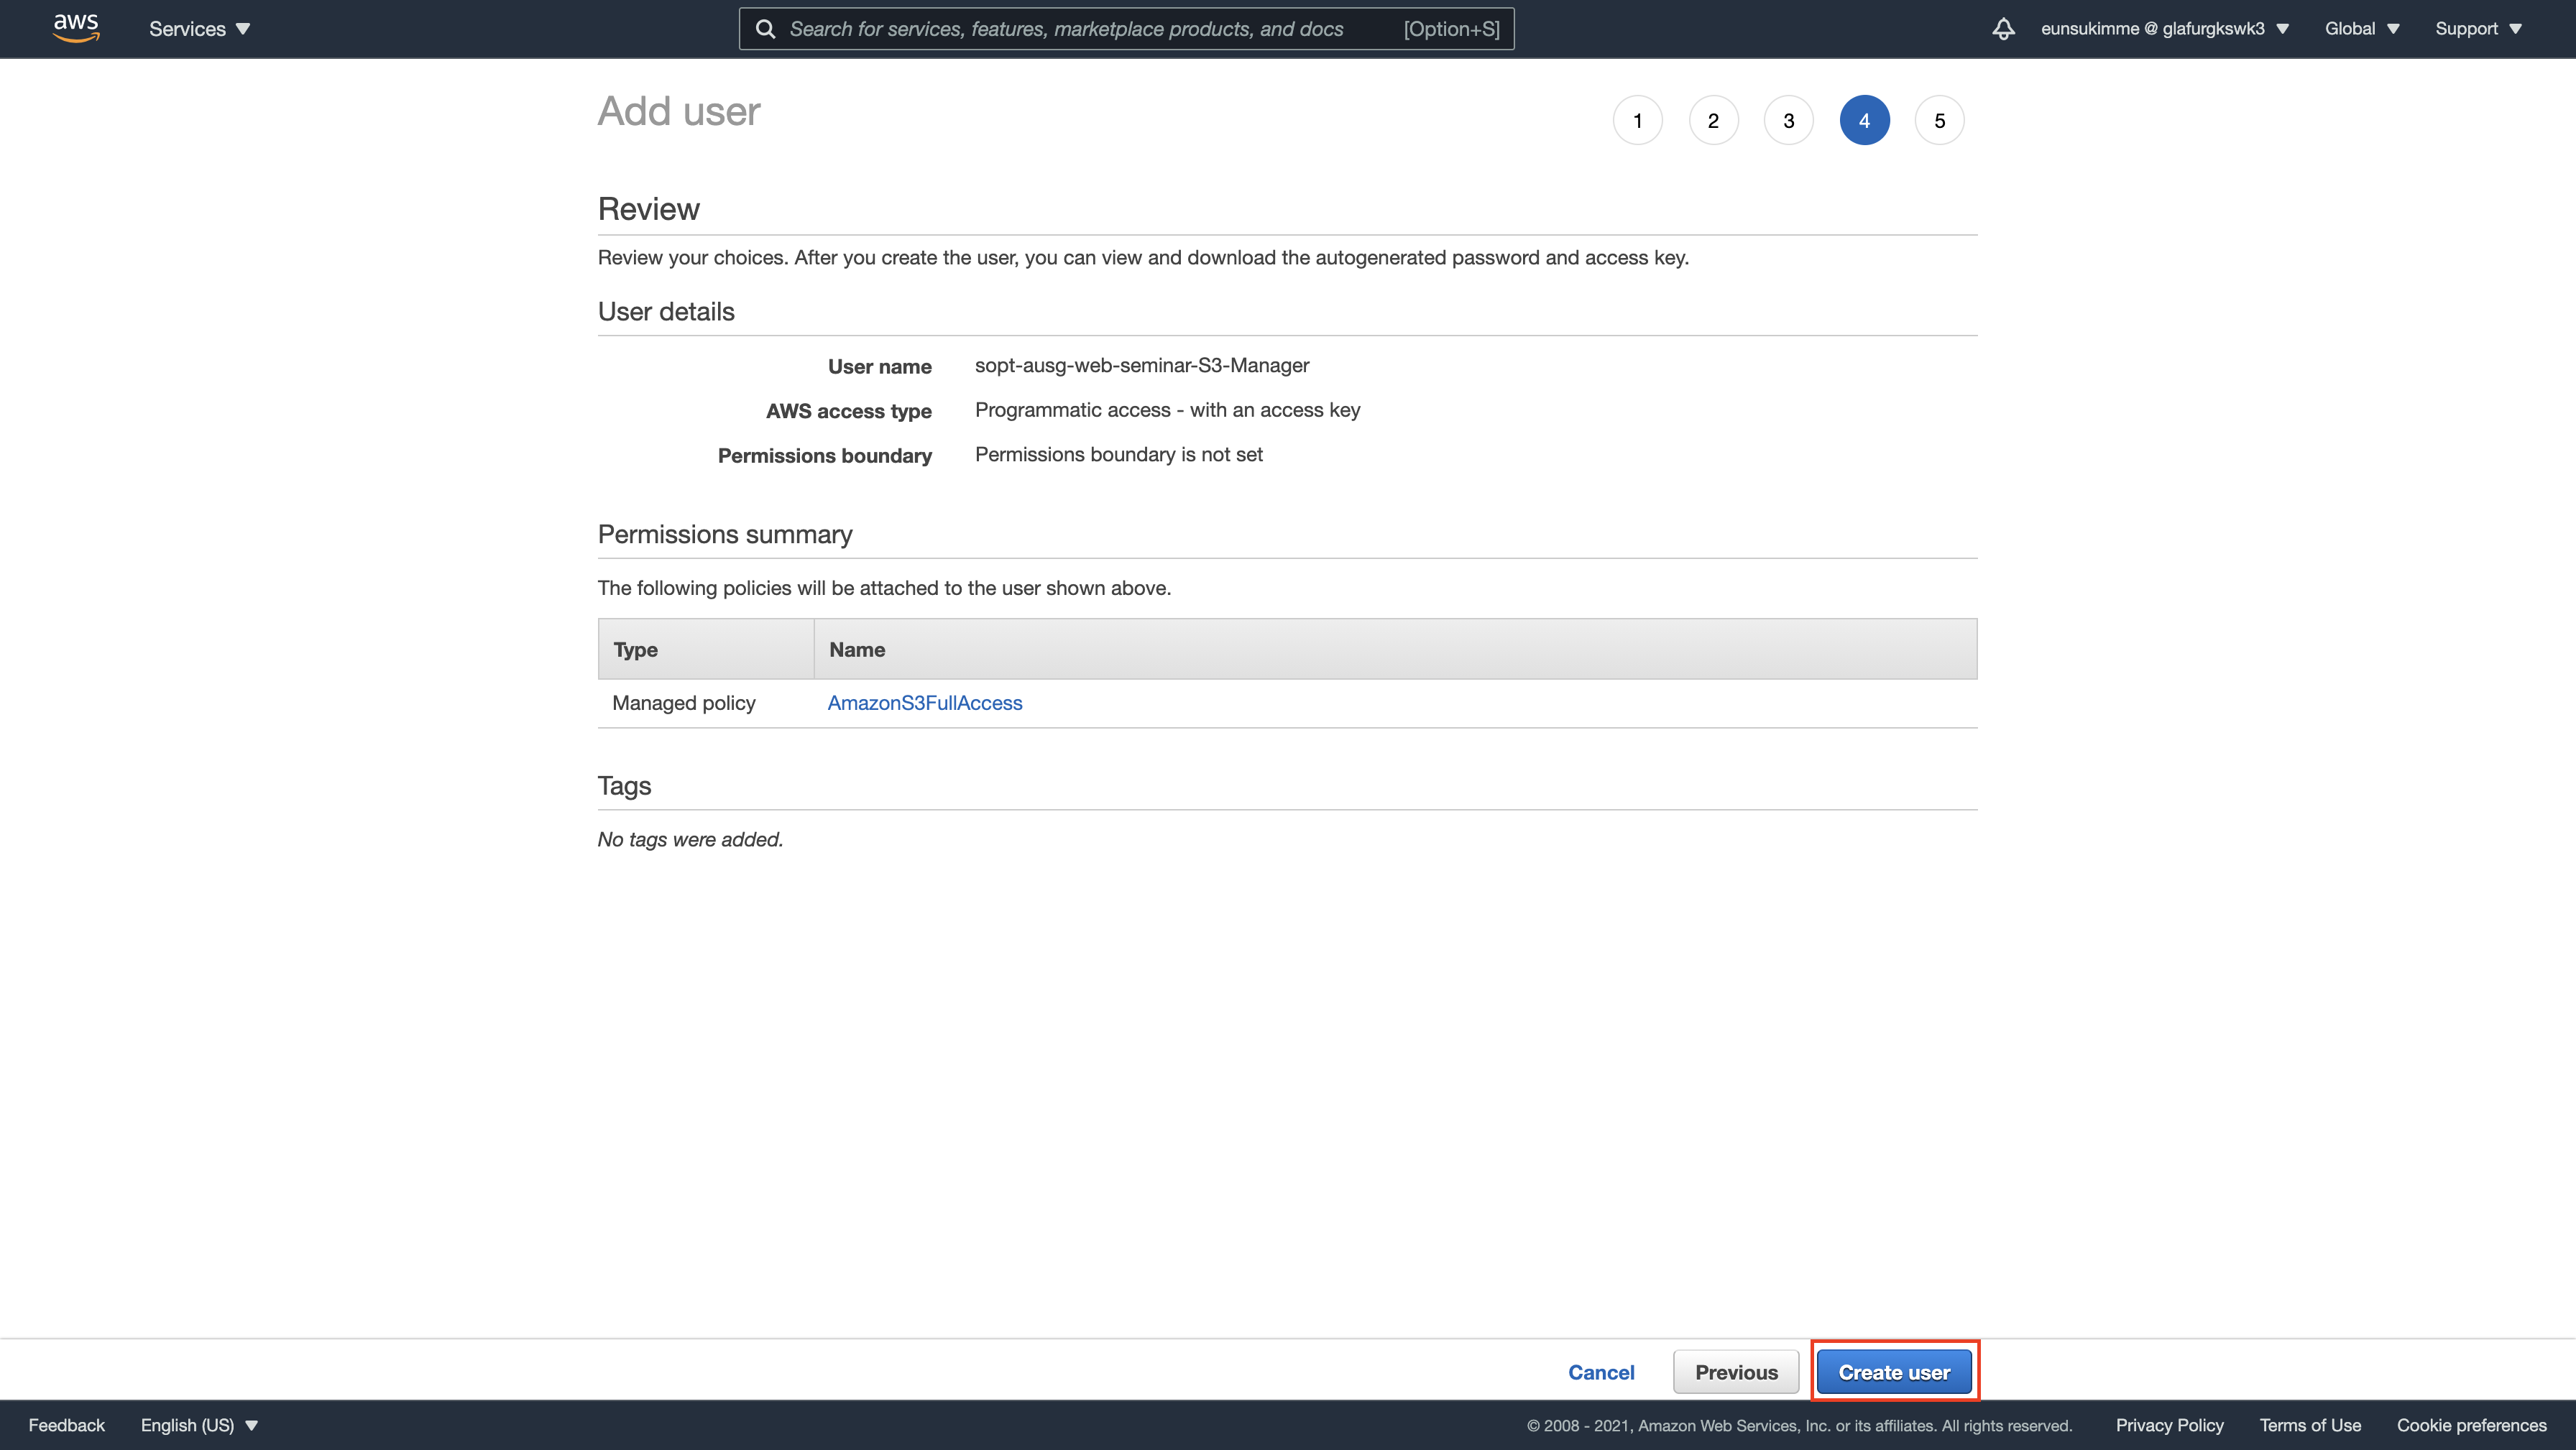 aws Services Search for services, features, marketplace products, and docs [Option+S] eunsukimme @ glafurgkswk3 Global Support
Add user 1 2 3 4 5
Review
Review your choices. After you create the user, you can view and download the autogenerated password and access key.
User details
User name sopt-ausg-web-seminar-S3-Manager
AWS access type Programmatic access - with an access key
Permissions boundary Permissions boundary is not set
Permissions summary
The following policies will be attached to the user shown above.
Type Name
Managed policy AmazonS3FullAccess
Tags
No tags were added.
Cancel Previous Create user
Feedback English (US) © 2008 - 2021, Amazon Web Services, Inc. or its affiliates. All rights reserved. Privacy Policy Terms of Use Cookie preferences